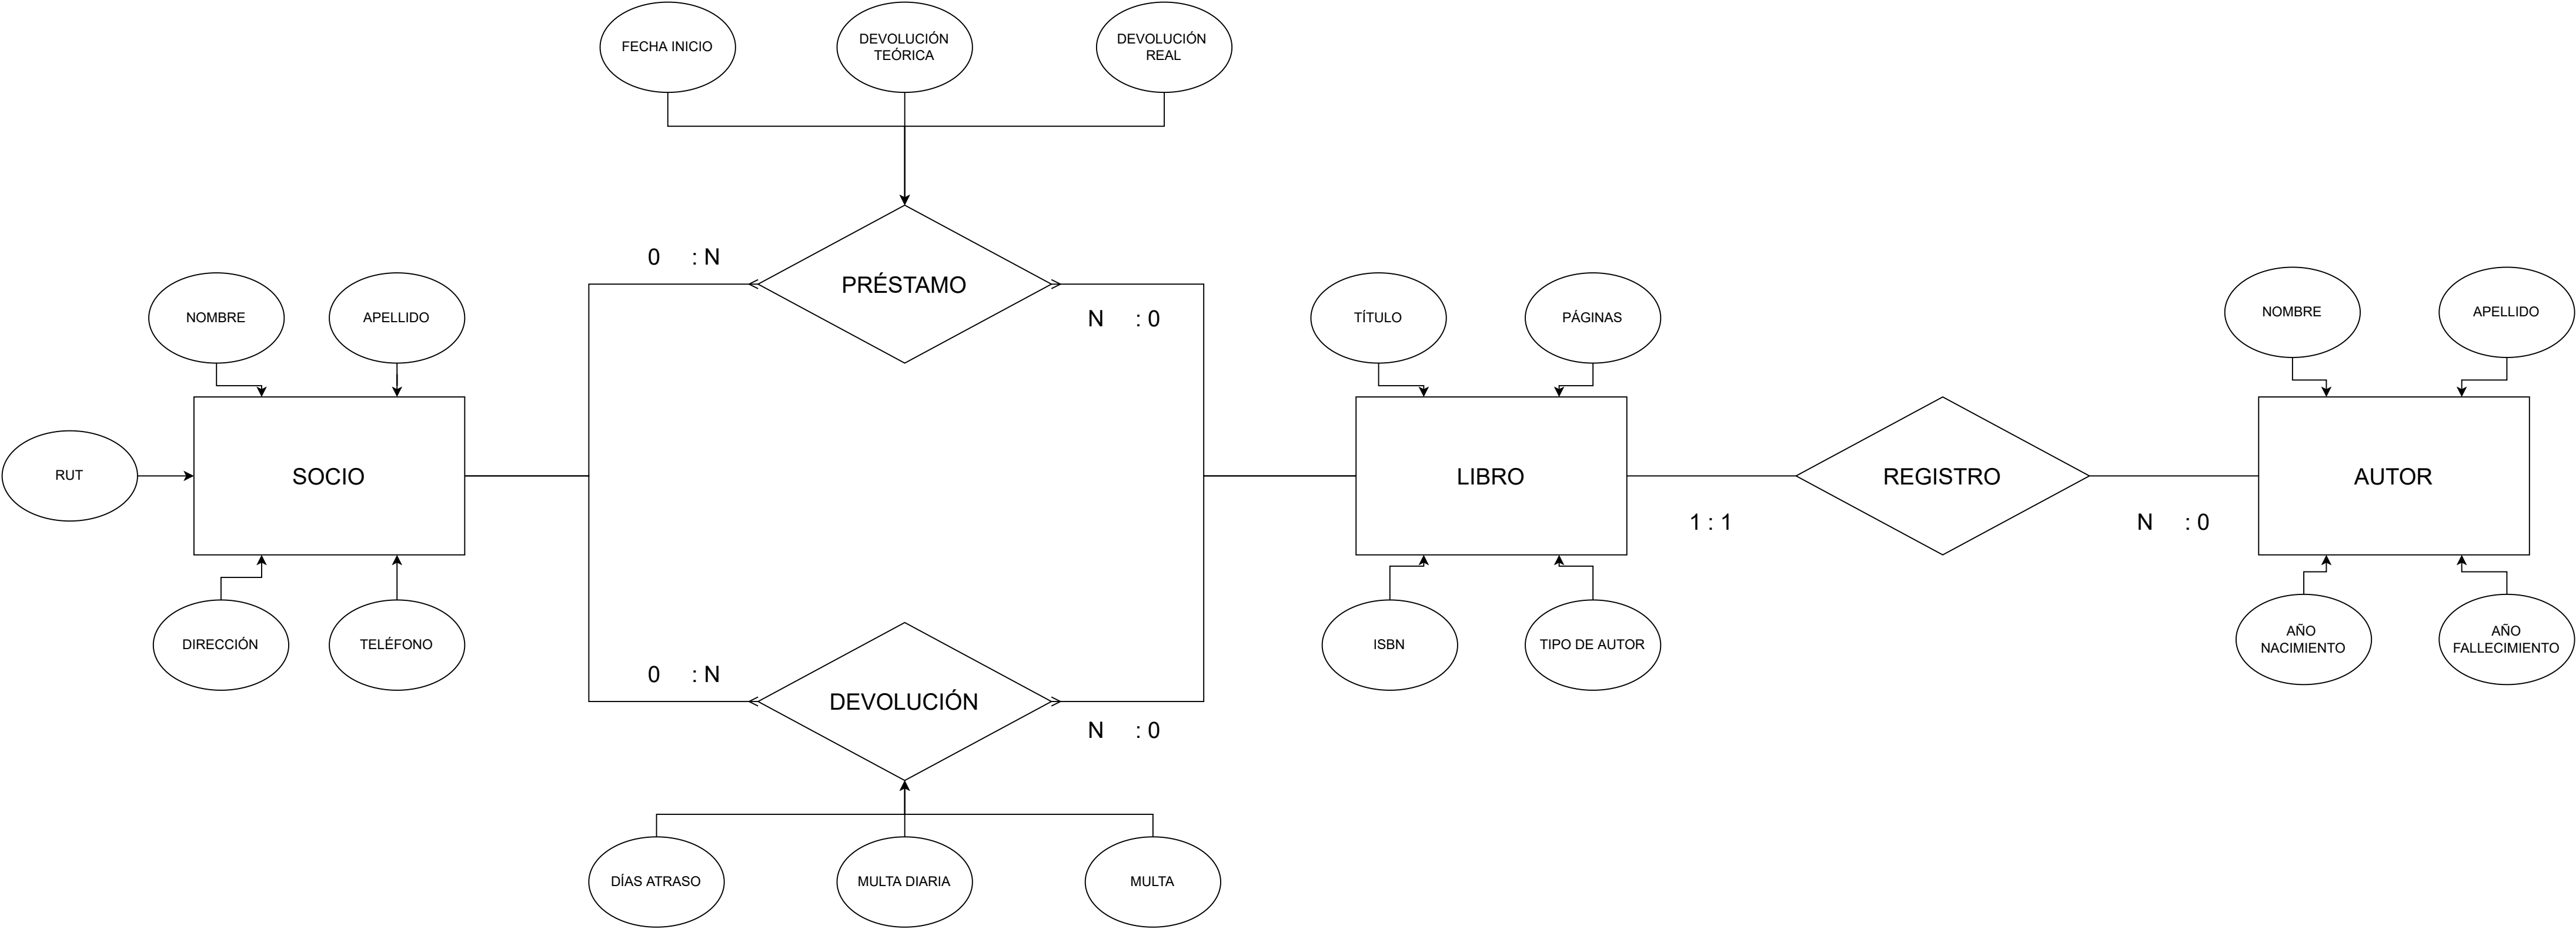 FECHA INICIO
DEVOLUCIÓN
TEÓRICA
DEVOLUCIÓN
REAL
0 : N
PRÉSTAMO
N : 0
NOMBRE
APELLIDO
TÍTULO
PÁGINAS
NOMBRE
APELLIDO
RUT
SOCIO
LIBRO
REGISTRO
AUTOR
1 : 1
N : 0
DIRECCIÓN
TELÉFONO
ISBN
TIPO DE AUTOR
AÑO
NACIMIENTO
AÑO
FALLECIMIENTO
0 : N
DEVOLUCIÓN
N : 0
DÍAS ATRASO
MULTA DIARIA
MULTA